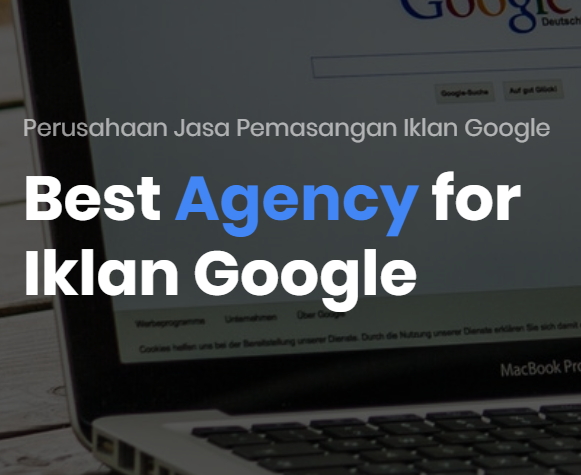 Google
Deutsch
Google-Suche
Auf gut Glück!
Perusahaan Jasa Pemasangan Iklan Google
Best Agency for
Iklan Google
Werbeprogramme Unternehmen Über Google
Cookies helfen uns bei der Bereitstellung unserer Dienste. Durch die Nutzung unserer Dienste erklären Sie sich damit
MacBook Pro